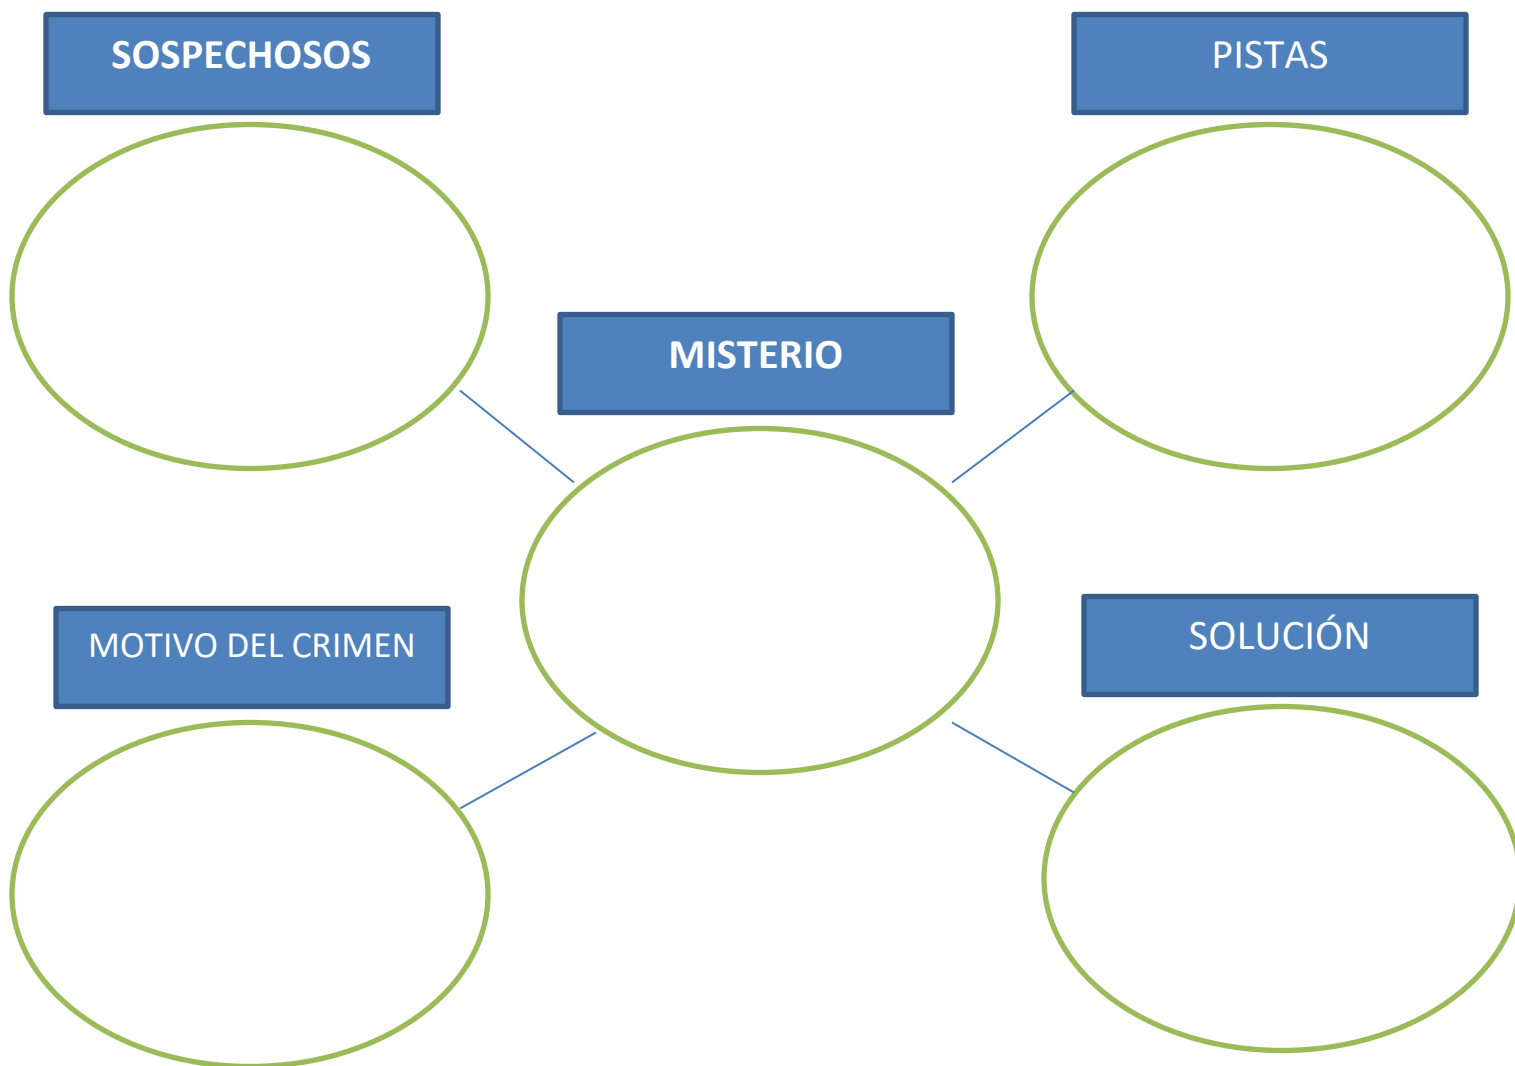 SOSPECHOSOS
PISTAS
MISTERIO
MOTIVO DEL CRIMEN
SOLUCIÓN